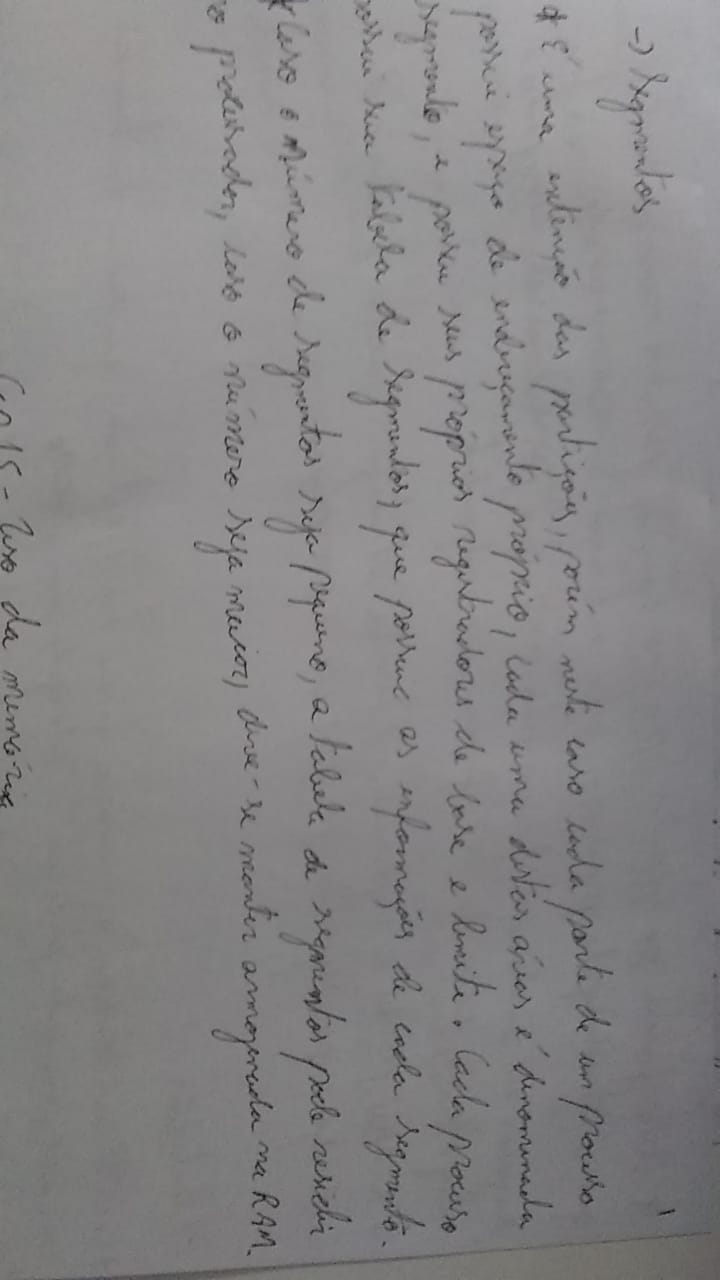 → Segmentos
* É uma extenção das partições, porém neste caso cada parte de um processo
possui espaço de endereçamento próprio, cada uma destas áreas é denominada
segmento, e possui seus próprios registradores de base e limite. Cada processo
possui sua tabela de segmentos, que possui as informações de cada segmento.
* Caso o número de segmentos seja pequeno, a tabela de segmentos pode residir
no processador, caso o número seja maior, deve-se manter armazenada na RAM.
Uso da memória